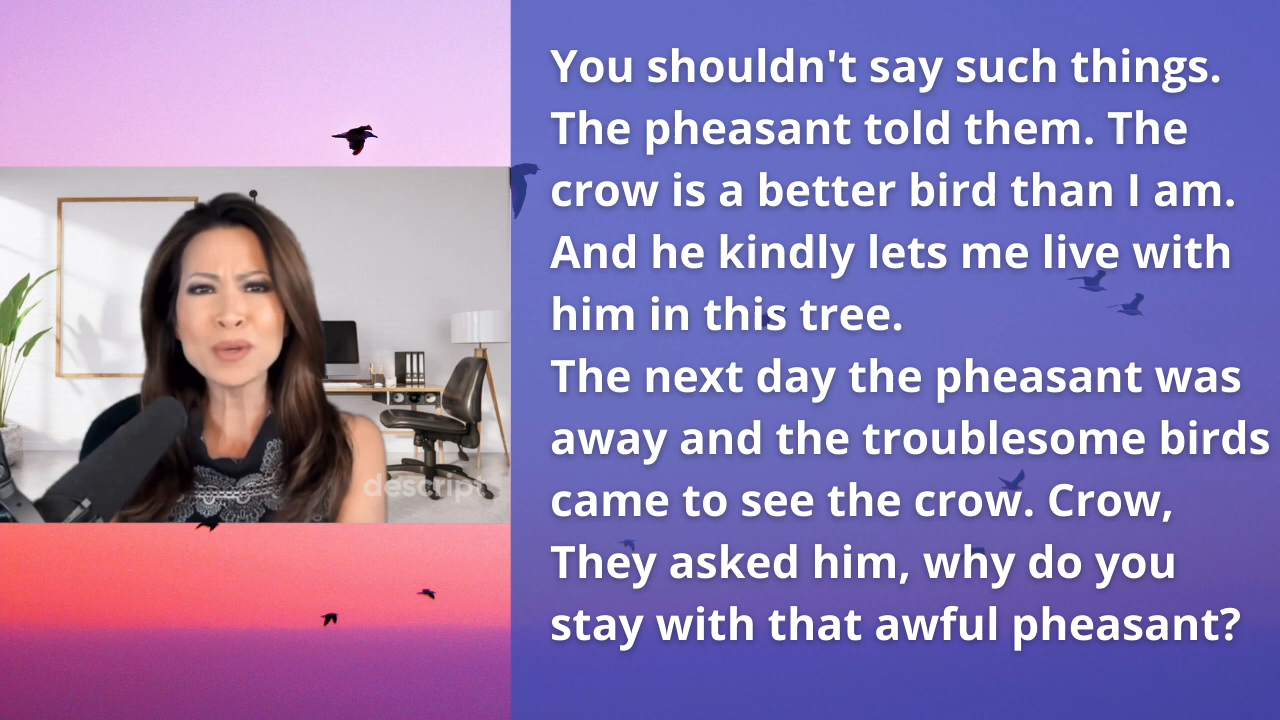 You shouldn't say such things.
The pheasant told them. The
crow is a better bird than I am.
And he kindly lets me live with
him in this tree.
The next day the pheasant was
away and the troublesome birds
came to see the crow. Crow,
They asked him, why do you
stay with that awful pheasant?
descript